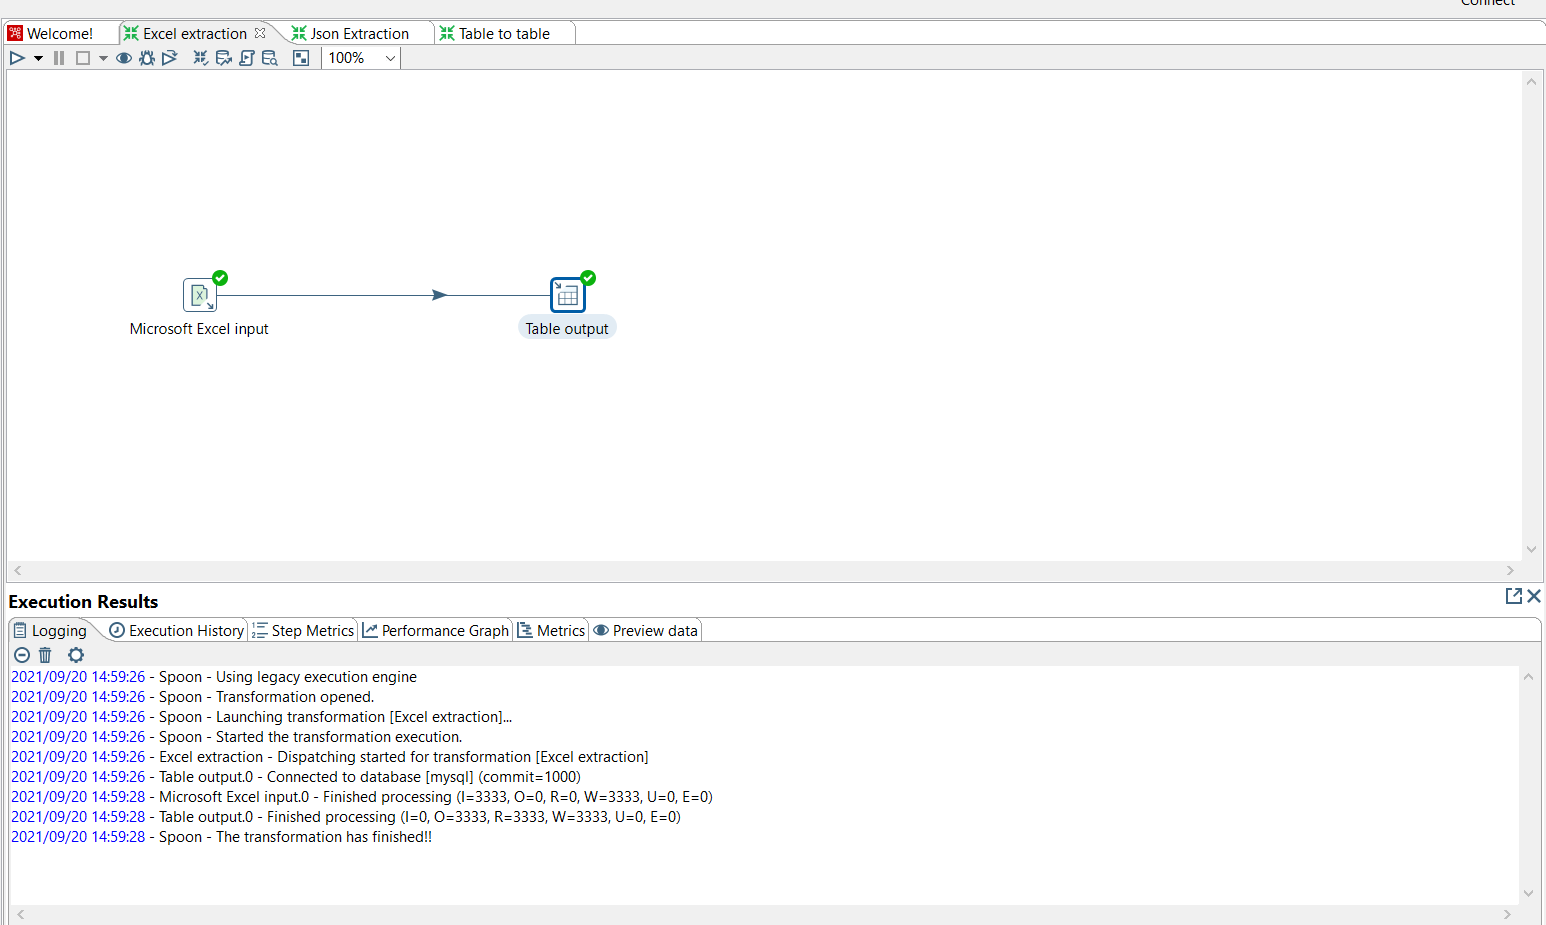 Connect
Welcome! Excel extraction Json Extraction Table to table
100%
Microsoft Excel input Table output
Execution Results
Logging Execution History Step Metrics Performance Graph Metrics Preview data
2021/09/20 14:59:26 - Spoon - Using legacy execution engine
2021/09/20 14:59:26 - Spoon - Transformation opened.
2021/09/20 14:59:26 - Spoon - Launching transformation [Excel extraction]...
2021/09/20 14:59:26 - Spoon - Started the transformation execution.
2021/09/20 14:59:26 - Excel extraction - Dispatching started for transformation [Excel extraction]
2021/09/20 14:59:26 - Table output.0 - Connected to database [mysql] (commit=1000)
2021/09/20 14:59:28 - Microsoft Excel input.0 - Finished processing (I=3333, O=0, R=0, W=3333, U=0, E=0)
2021/09/20 14:59:28 - Table output.0 - Finished processing (I=0, O=3333, R=3333, W=3333, U=0, E=0)
2021/09/20 14:59:28 - Spoon - The transformation has finished!!